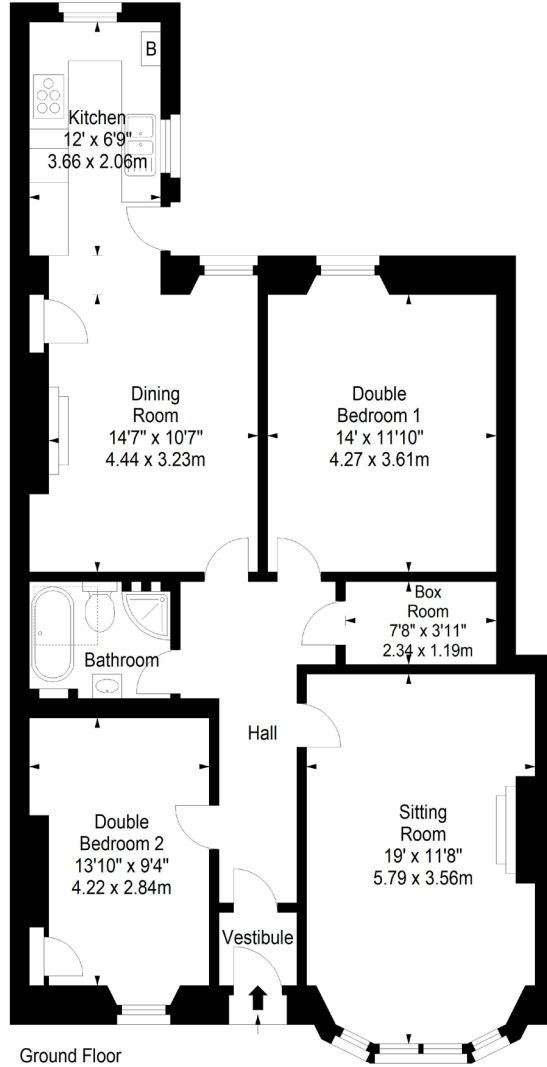 B
Kitchen
12' x 6'9"
3.66 x 2.06m
Dining
Room
14'7" x 10'7"
4.44 x 3.23m
Double
Bedroom 1
14' x 11'10"
4.27 x 3.61m
Box
Room
7'8" x 3'11"
2.34 x 1.19m
Bathroom
Hall
Double
Bedroom 2
13'10" x 9'4"
4.22 x 2.84m
Sitting
Room
19' x 11'8"
5.79 x 3.56m
Vestibule
Ground Floor